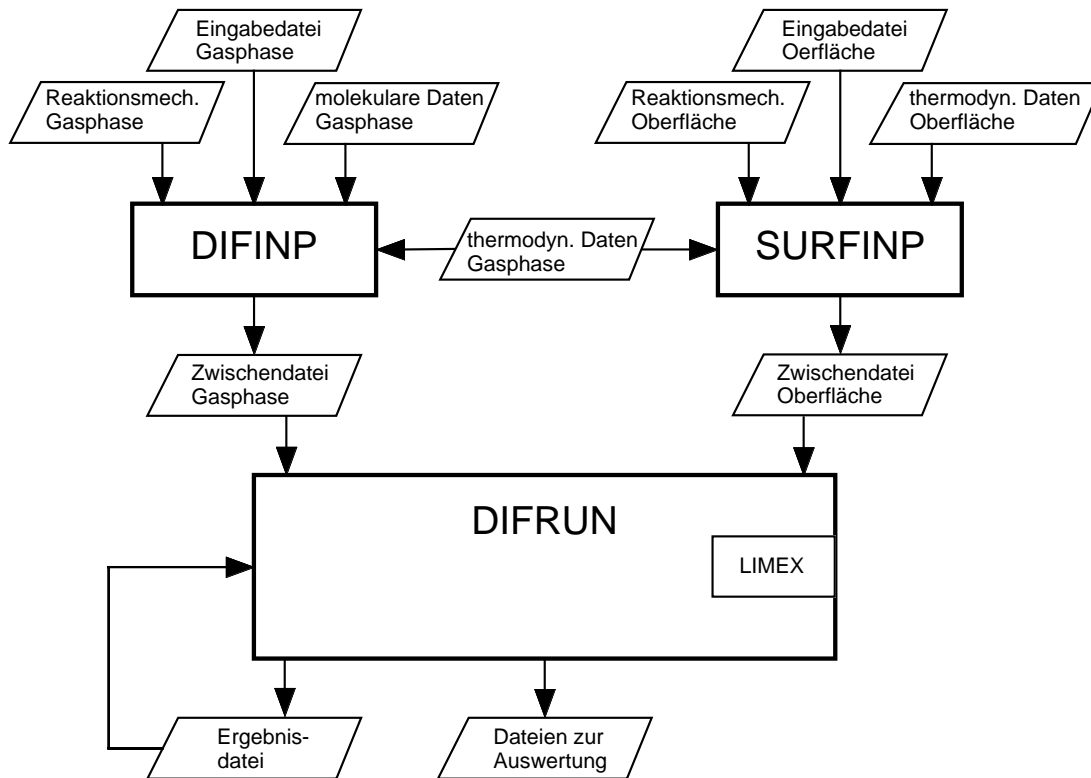 Eingabedatei
Gasphase
Eingabedatei
Oerfläche
Reaktionsmech.
Gasphase
molekulare Daten
Gasphase
Reaktionsmech.
Oberfläche
thermodyn. Daten
Oberfläche
DIFINP
thermodyn. Daten
Gasphase
SURFINP
Zwischendatei
Gasphase
Zwischendatei
Oberfläche
DIFRUN
LIMEX
Ergebnis-
datei
Dateien zur
Auswertung